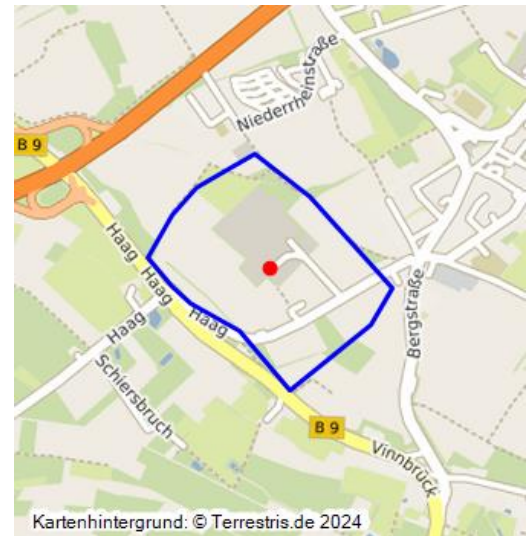 Niederrheinstraße
B 9
Haag
Haag
Haag
Haag
Bergstraße
Schiersbruch
B 9
Vinnbrück
Kartenhintergrund: © Terrestris.de 2024